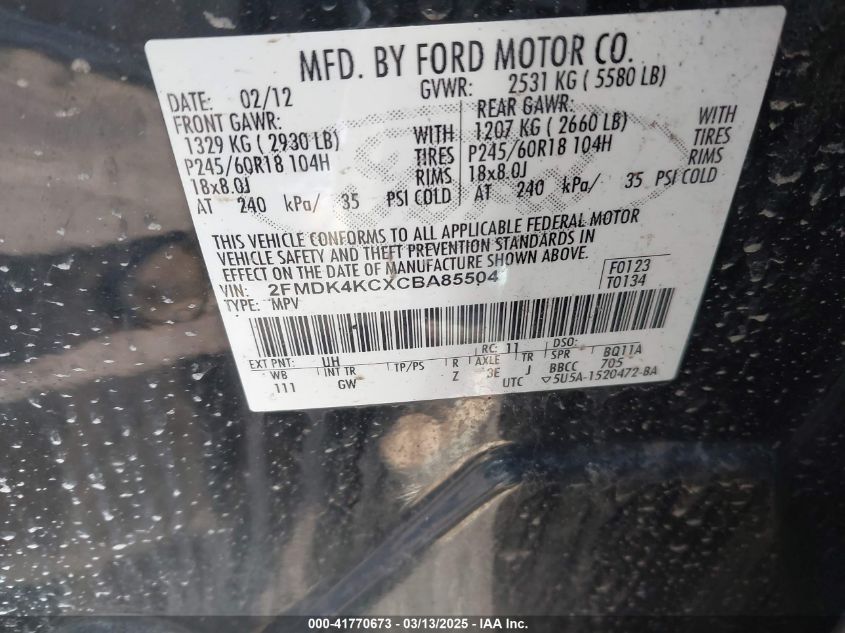 MFD. BY FORD MOTOR CO.
DATE: 02/12 GVWR: 2531 KG ( 5580 LB)
FRONT GAWR: REAR GAWR:
1329 KG ( 2930 LB) WITH 1207 KG ( 2660 LB) WITH
P245/60R18 104H TIRES P245/60R18 104H TIRES
18x8.0J RIMS 18x8.0J RIMS
AT 240 kPa/ 35 PSI COLD AT 240 kPa/ 35 PSI COLD
THIS VEHICLE CONFORMS TO ALL APPLICABLE FEDERAL MOTOR
VEHICLE SAFETY AND THEFT PREVENTION STANDARDS IN
EFFECT ON THE DATE OF MANUFACTURE SHOWN ABOVE.
VIN: 2FMDK4KCXCBA85504 F0123
TYPE: MPV T0134
EXT PNT: UH RC: 11 DSO:
WB INT TR TP/PS R AXLE TR SPR BQ11A
111 GW Z 3E J BBCC 705
UTC ▽5U5A-1520472-BA
000-41770673 - 03/13/2025 - IAA Inc.